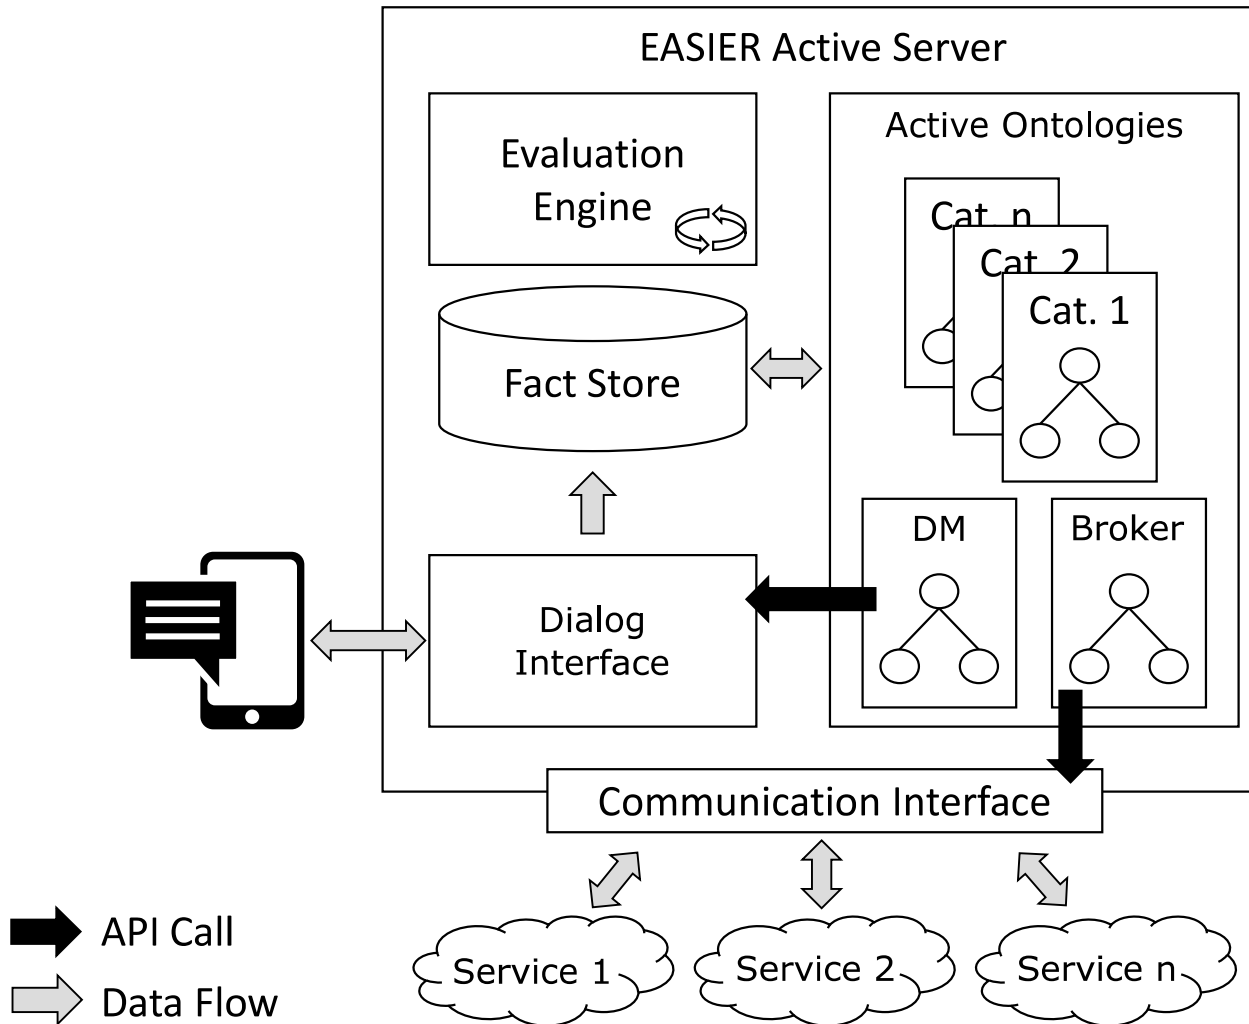 EASIER Active Server
Evaluation
Engine
Active Ontologies
Cat. n
Cat. 2
Cat. 1
Fact Store
DM
Broker
Dialog
Interface
Communication Interface
API Call
Data Flow
Service 1
Service 2
Service n